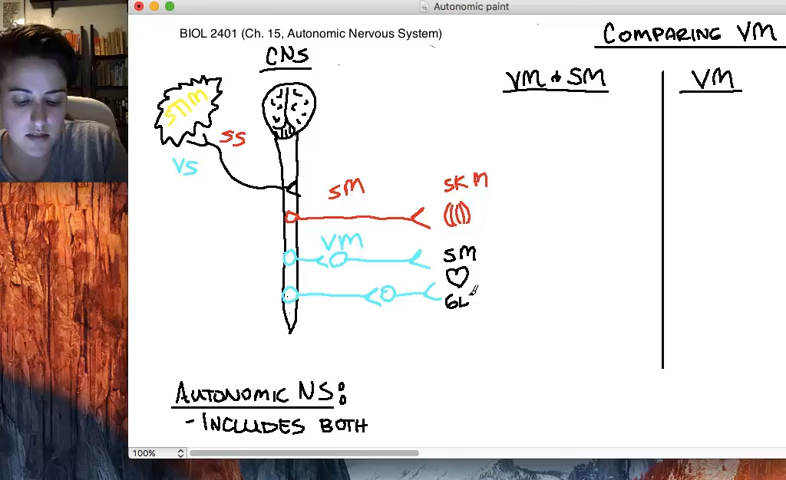 Autonomic paint
BIOL 2401 (Ch. 15, Autonomic Nervous System)
COMPARING VM
CNS
VM + SM
VM
STIM
SS
VS
SM
SKM
VM
SM
GL
AUTONOMIC NS:
- INCLUDES BOTH
100%